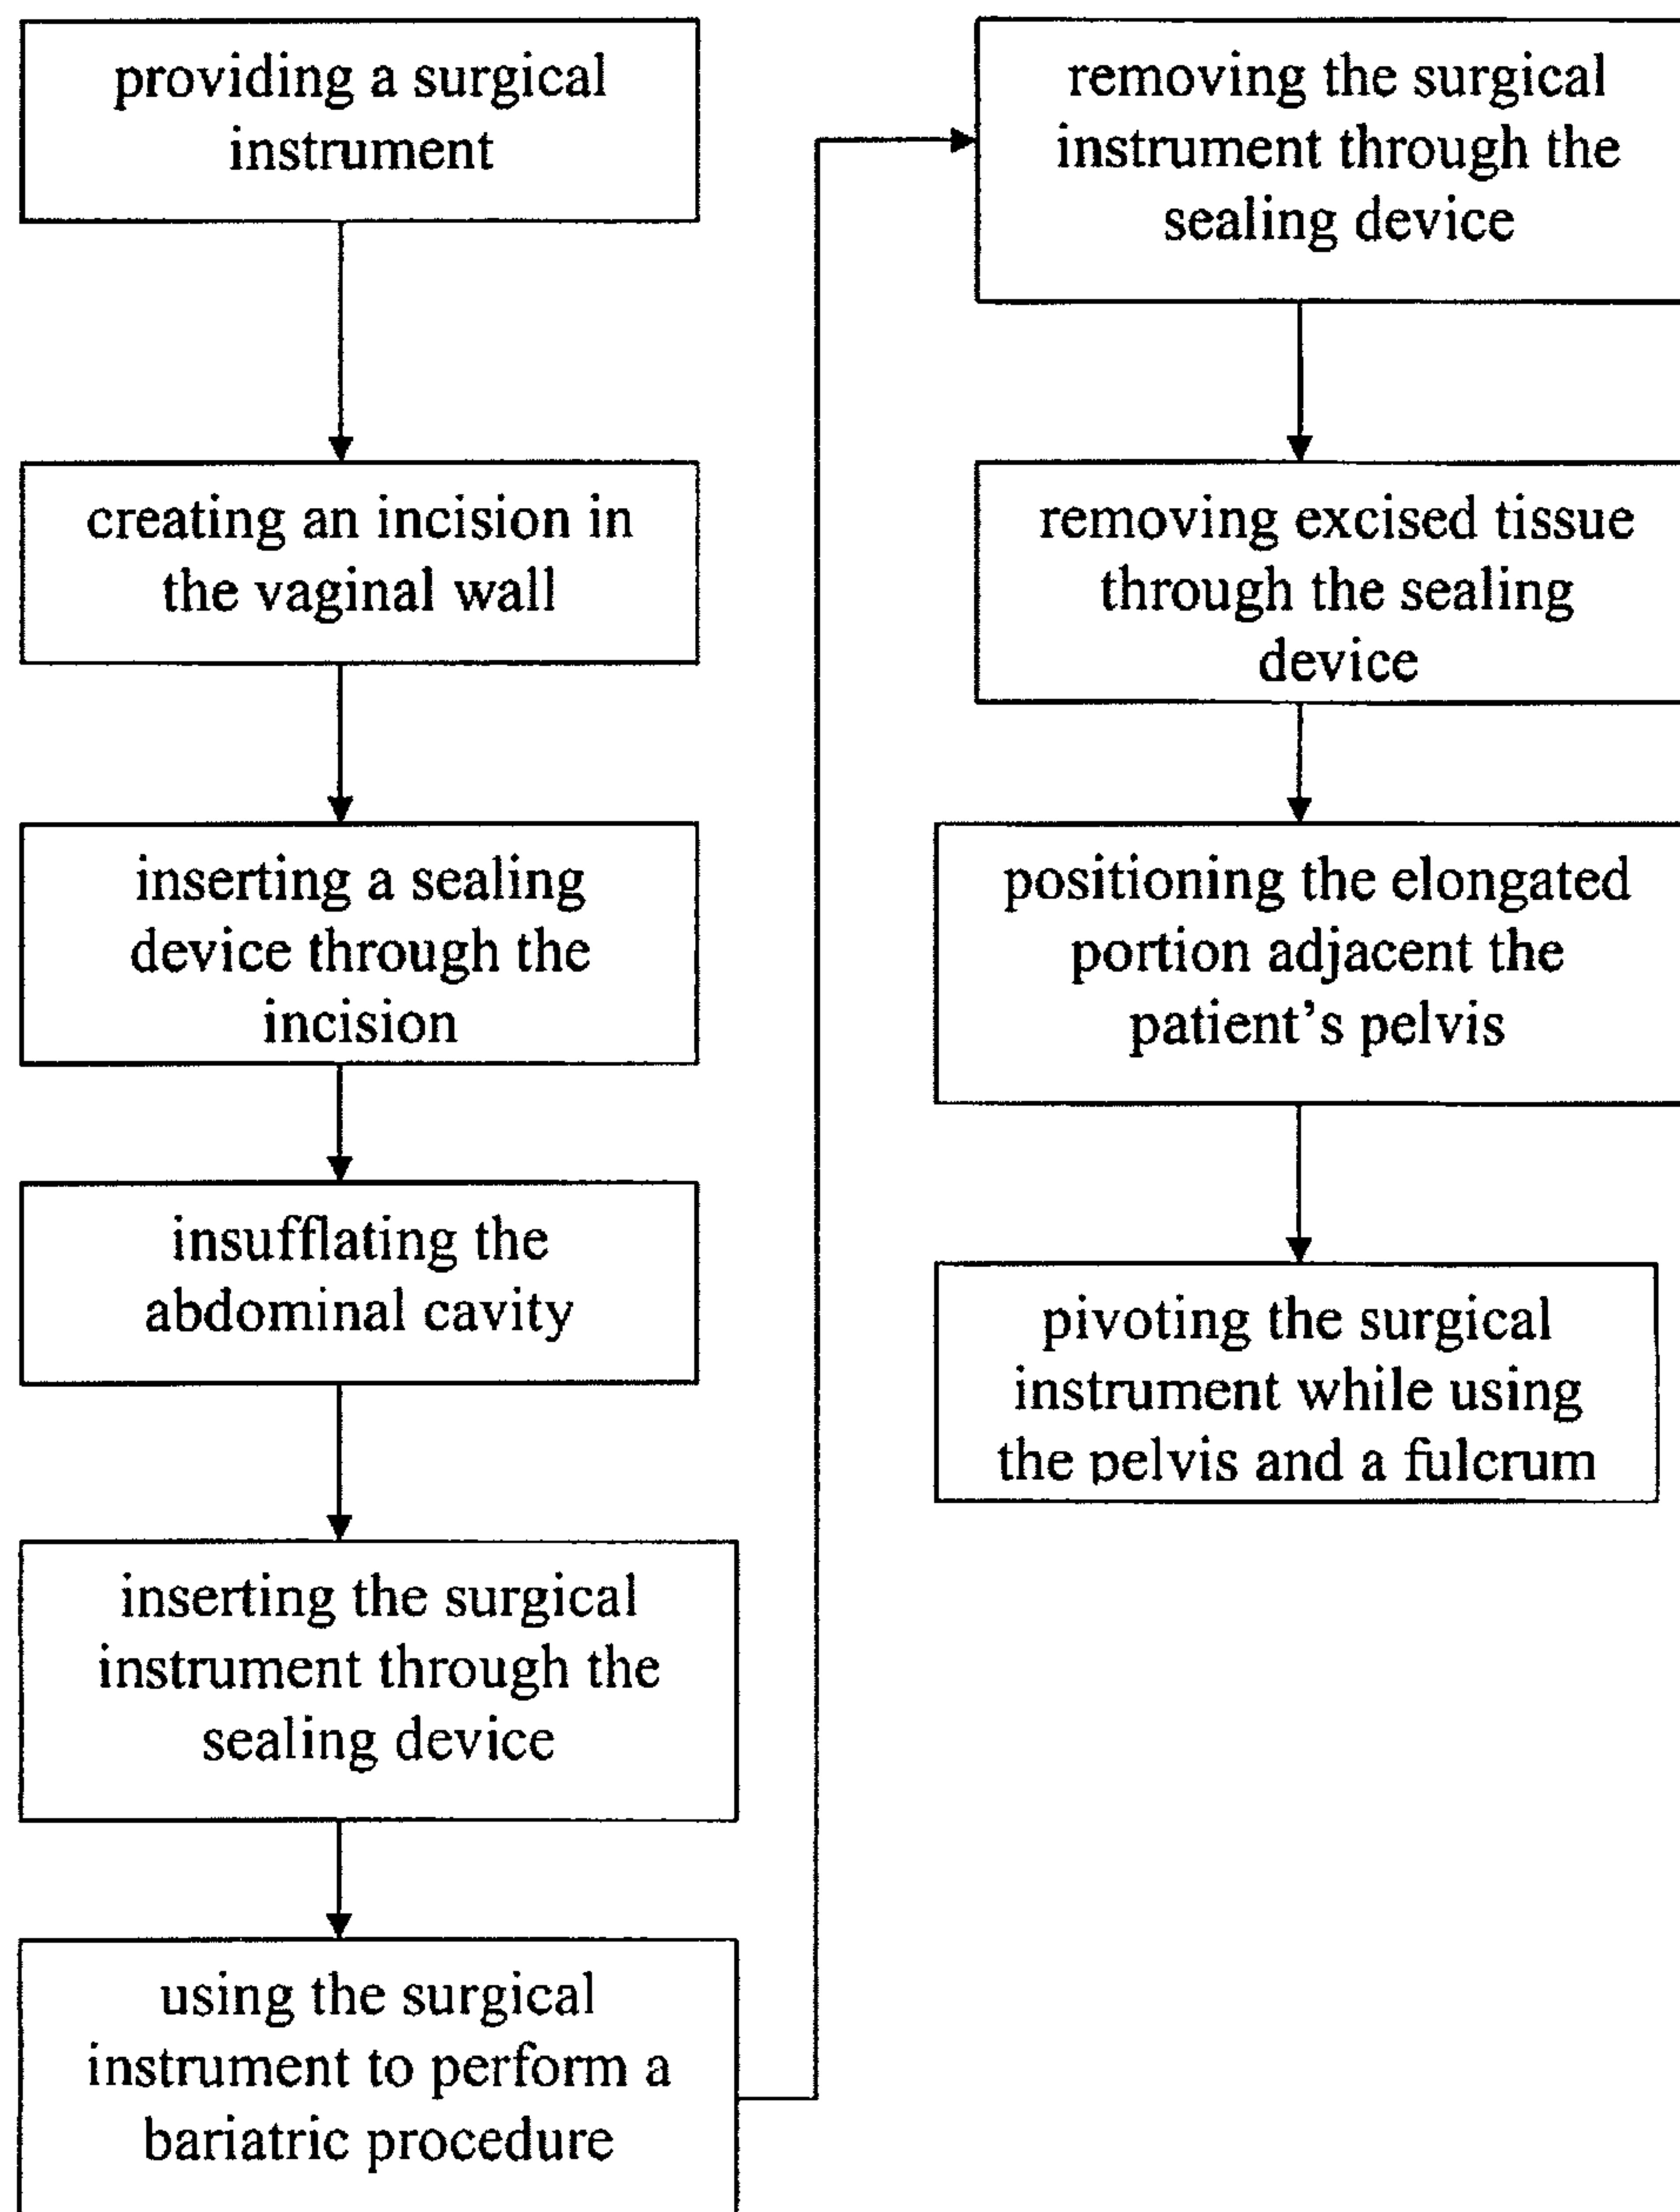 providing a surgical
instrument
creating an incision in
the vaginal wall
inserting a sealing
device through the
incision
insufflating the
abdominal cavity
inserting the surgical
instrument through the
sealing device
using the surgical
instrument to perform a
bariatric procedure
removing the surgical
instrument through the
sealing device
removing excised tissue
through the sealing
device
positioning the elongated
portion adjacent the
patient’s pelvis
pivoting the surgical
instrument while using
the pelvis and a fulcrum